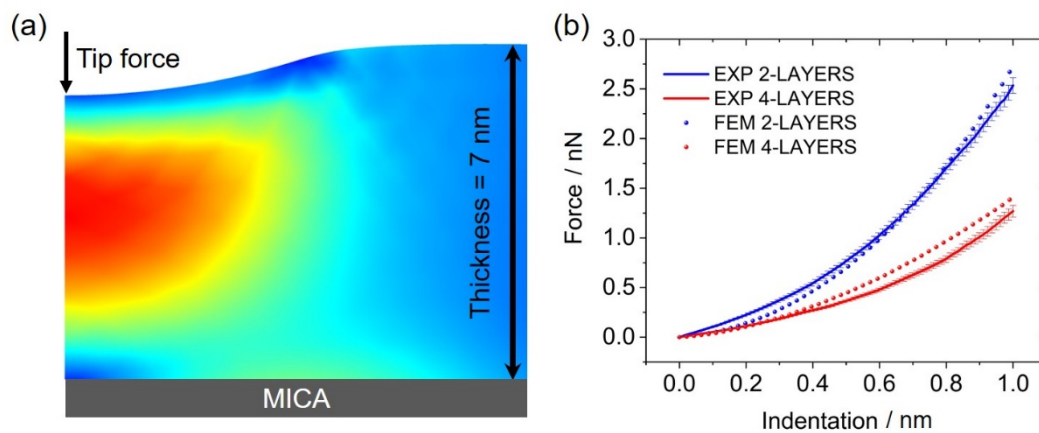 (a)
Tip force
Thickness = 7 nm
MICA
(b)
3.0
2.5
2.0
1.5
1.0
0.5
0.0
Force / nN
EXP 2-LAYERS
EXP 4-LAYERS
FEM 2-LAYERS
FEM 4-LAYERS
0.0 0.2 0.4 0.6 0.8 1.0
Indentation / nm